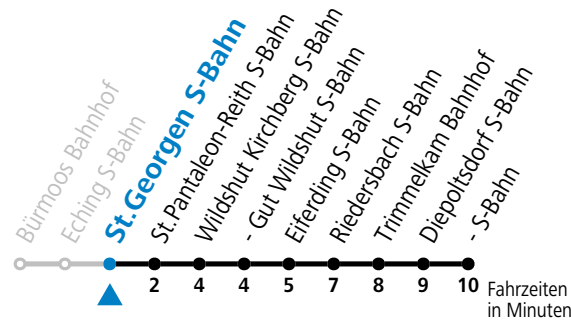 Bürmoos Bahnhof
Eching S-Bahn
St.Georgen S-Bahn
St.Pantaleon-Reith S-Bahn
Wildshut Kirchberg S-Bahn
- Gut Wildshut S-Bahn
Eiferding S-Bahn
Riedersbach S-Bahn
Trimmelkam Bahnhof
Diepoltsdorf S-Bahn
- S-Bahn
2 4 4 5 7 8 9 10 Fahrzeiten
in Minuten